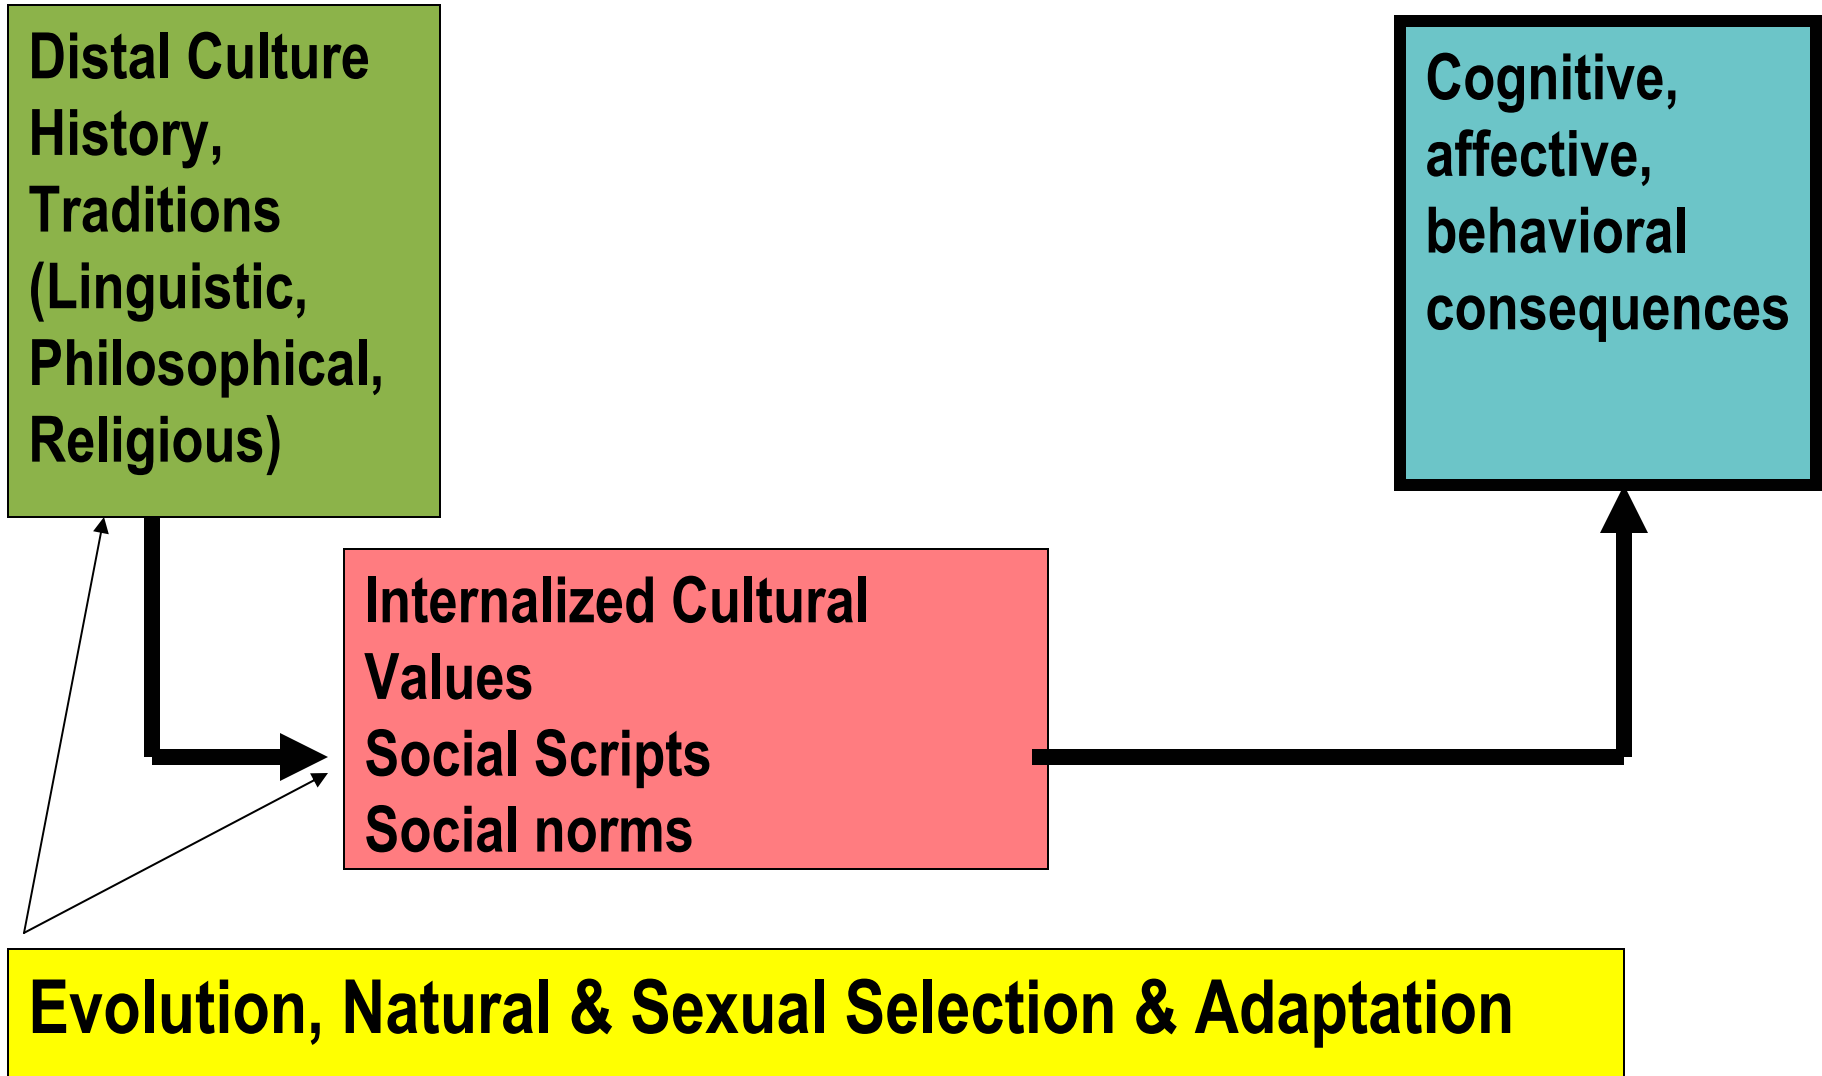 Distal Culture
History,
Traditions
(Linguistic,
Philosophical,
Religious)
Cognitive,
affective,
behavioral
consequences
Internalized Cultural
Values
Social Scripts
Social norms
Evolution, Natural & Sexual Selection & Adaptation